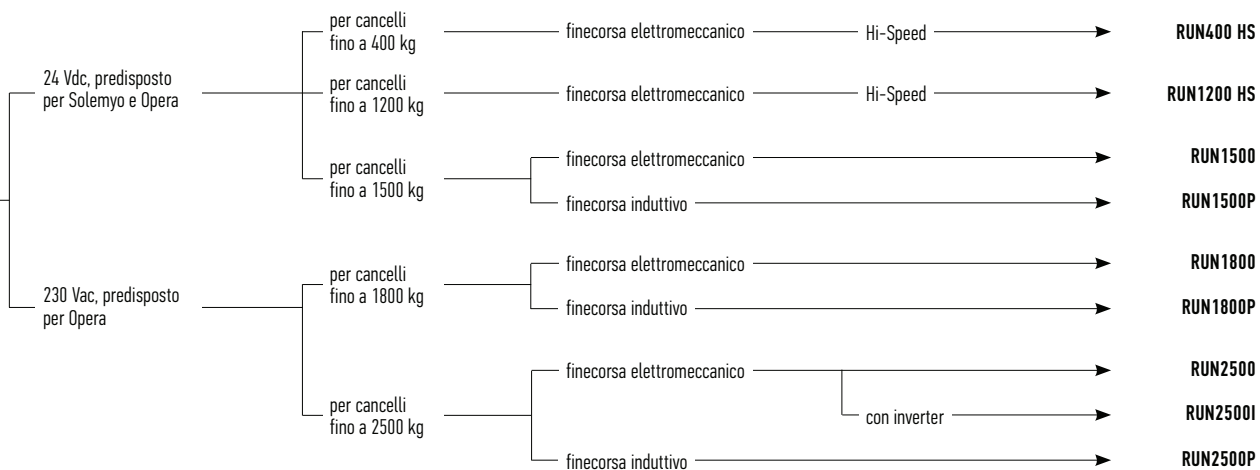 24 Vdc, predisposto
per Solemyo e Opera
per cancelli
fino a 400 kg
finecorsa elettromeccanico
Hi-Speed
RUN400 HS
per cancelli
fino a 1200 kg
finecorsa elettromeccanico
Hi-Speed
RUN1200 HS
per cancelli
fino a 1500 kg
finecorsa elettromeccanico
RUN1500
finecorsa induttivo
RUN1500P
230 Vac, predisposto
per Opera
per cancelli
fino a 1800 kg
finecorsa elettromeccanico
RUN1800
finecorsa induttivo
RUN1800P
per cancelli
fino a 2500 kg
finecorsa elettromeccanico
RUN2500
con inverter
RUN2500I
finecorsa induttivo
RUN2500P